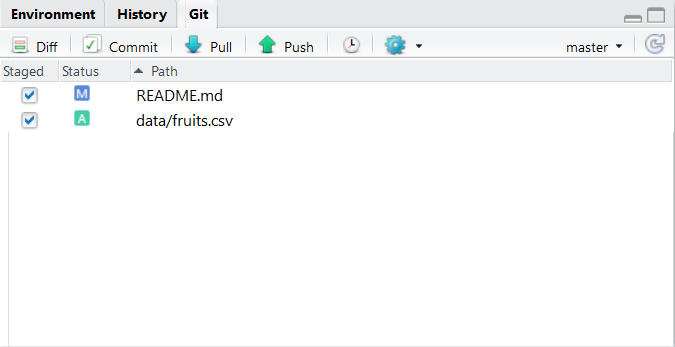 Environment History Git
Diff Commit Pull Push master
Staged Status Path
M README.md
A data/fruits.csv